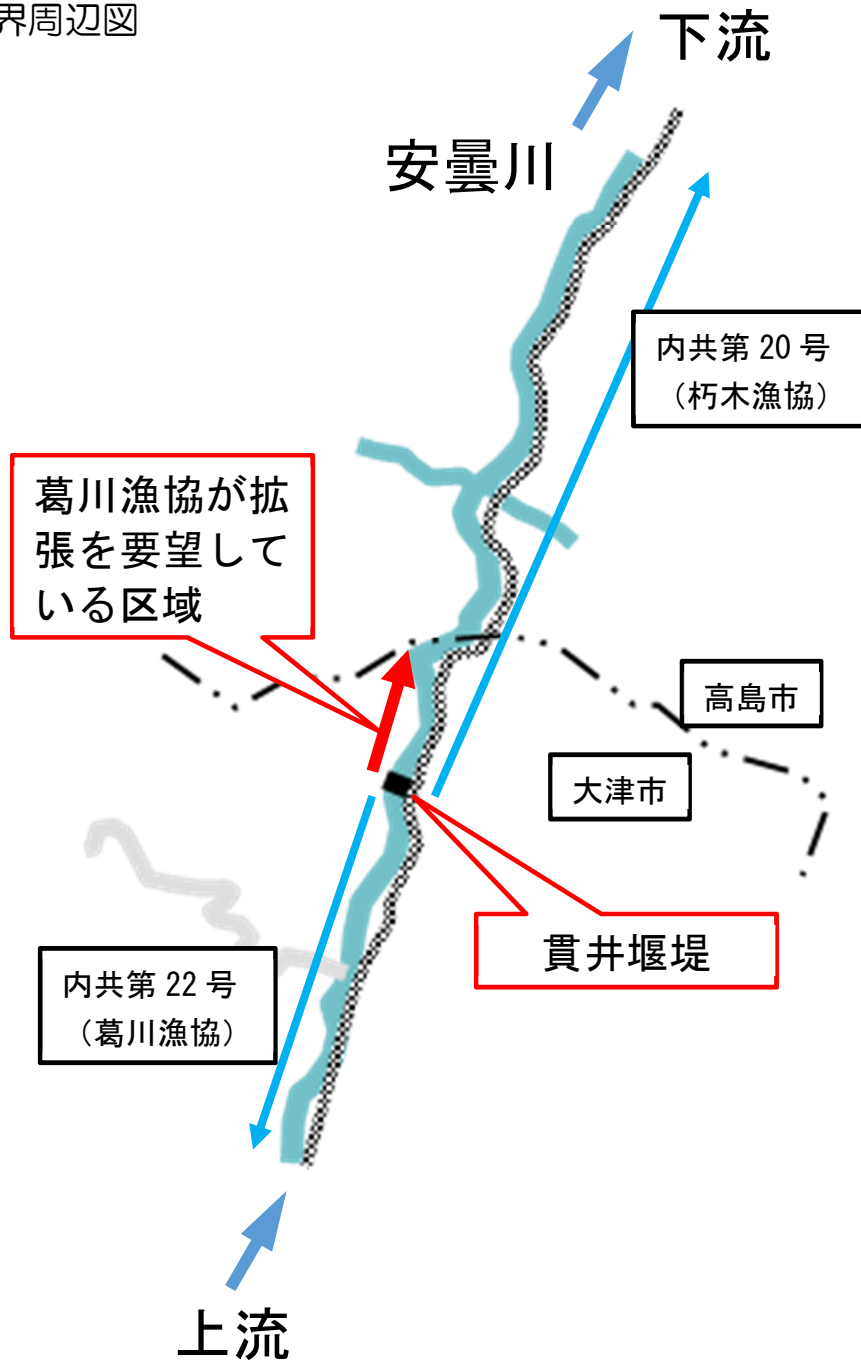 界周辺図
下流
安曇川
内共第 20 号
（朽木漁協）
葛川漁協が拡
張を要望して
いる区域
高島市
大津市
貫井堰堤
内共第 22 号
（葛川漁協）
上流